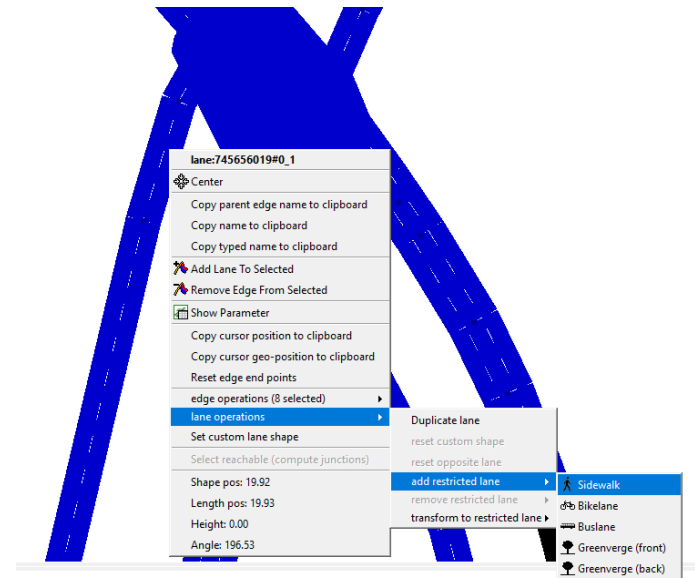 lane:745656019#0_1
Center
Copy parent edge name to clipboard
Copy name to clipboard
Copy typed name to clipboard
Add Lane To Selected
Remove Edge From Selected
Show Parameter
Copy cursor position to clipboard
Copy cursor geo-position to clipboard
Reset edge end points
edge operations (8 selected)
lane operations
Set custom lane shape
Select reachable (compute junctions)
Shape pos: 19.92
Length pos: 19.93
Height: 0.00
Angle: 196.53
Duplicate lane
reset custom shape
reset opposite lane
add restricted lane
remove restricted lane
transform to restricted lane
Sidewalk
Bikelane
Buslane
Greenverge (front)
Greenverge (back)